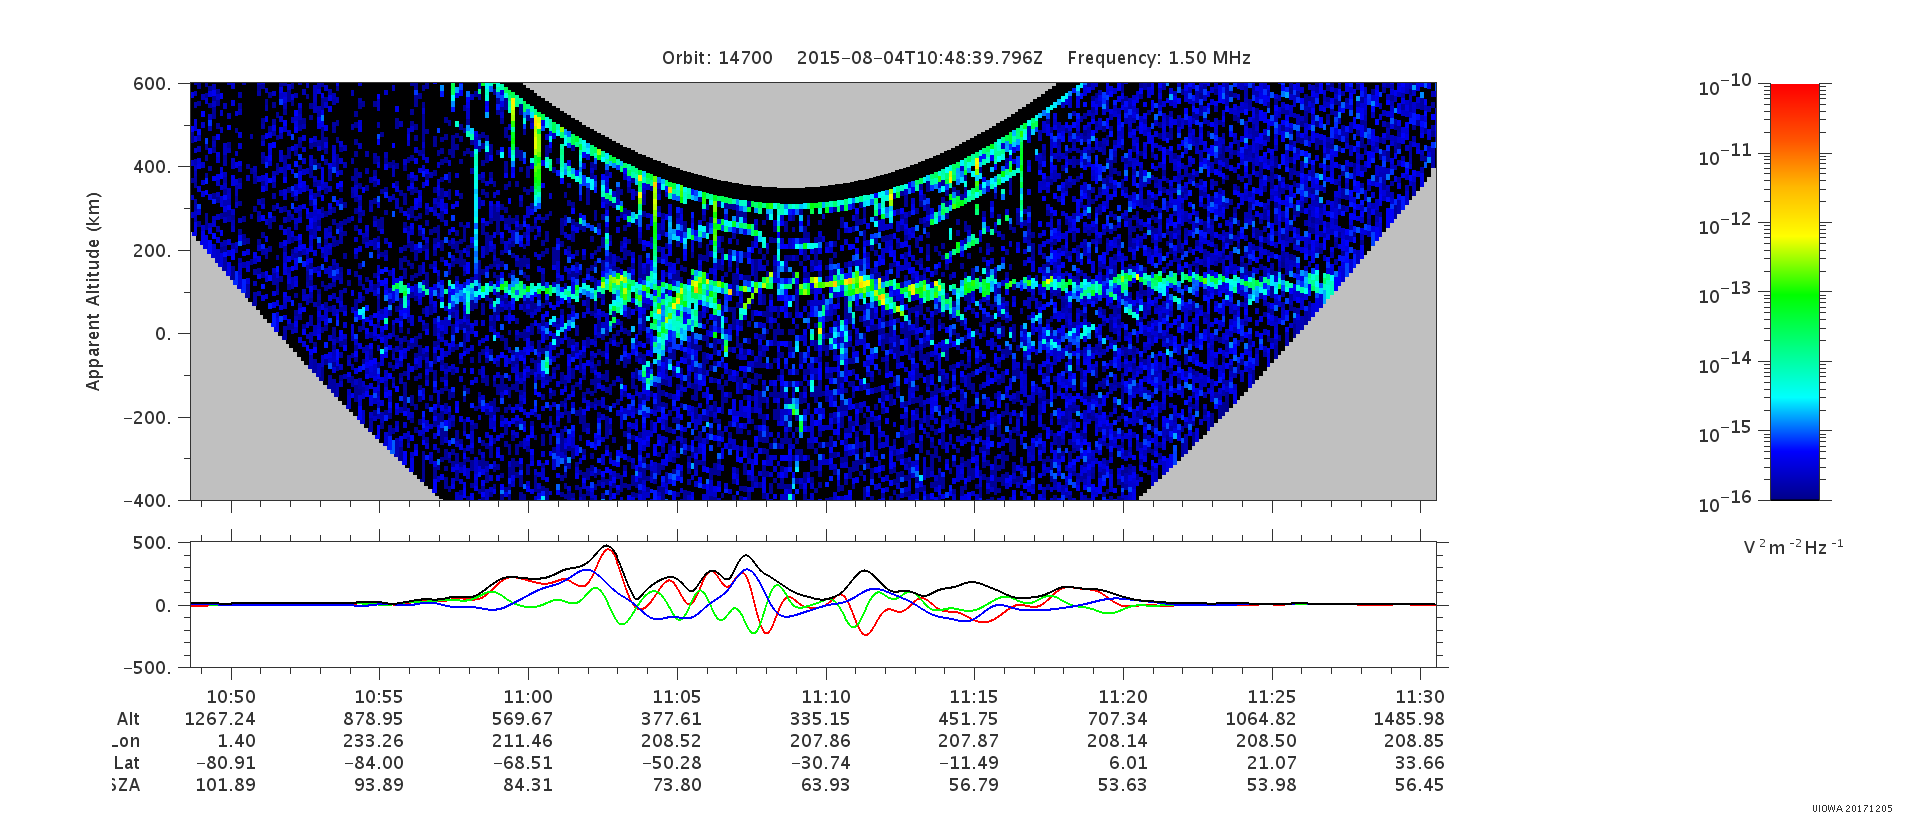 Orbit: 14700 2015-08-04T10:48:39.796Z Frequency: 1.50 MHz
600.
400.
200.
0.
-200.
-400.
Apparent Altitude (km)
10-10
10-11
10-12
10-13
10-14
10-15
10-16
V2m-2Hz-1
500.
0.
-500.
10:50 10:55 11:00 11:05 11:10 11:15 11:20 11:25 11:30
Alt 1267.24 878.95 569.67 377.61 335.15 451.75 707.34 1064.82 1485.98
Lon 1.40 233.26 211.46 208.52 207.86 207.87 208.14 208.50 208.85
Lat -80.91 -84.00 -68.51 -50.28 -30.74 -11.49 6.01 21.07 33.66
SZA 101.89 93.89 84.31 73.80 63.93 56.79 53.63 53.98 56.45
UIOWA 20171205